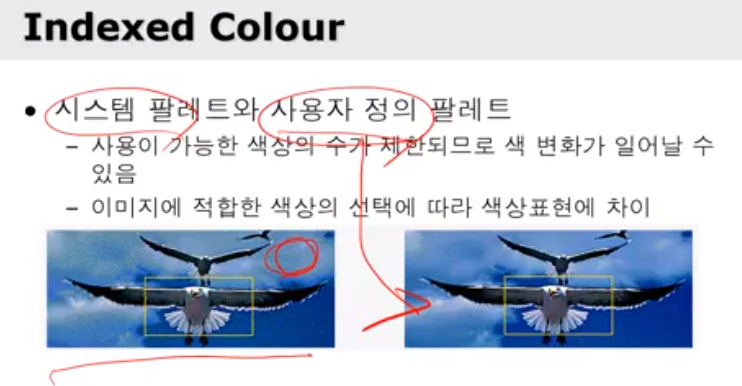 Indexed Colour
• 시스템 팔레트와 사용자 정의 팔레트
– 사용이 가능한 색상의 수가 제한되므로 색 변화가 일어날 수
있음
– 이미지에 적합한 색상의 선택에 따라 색상표현에 차이